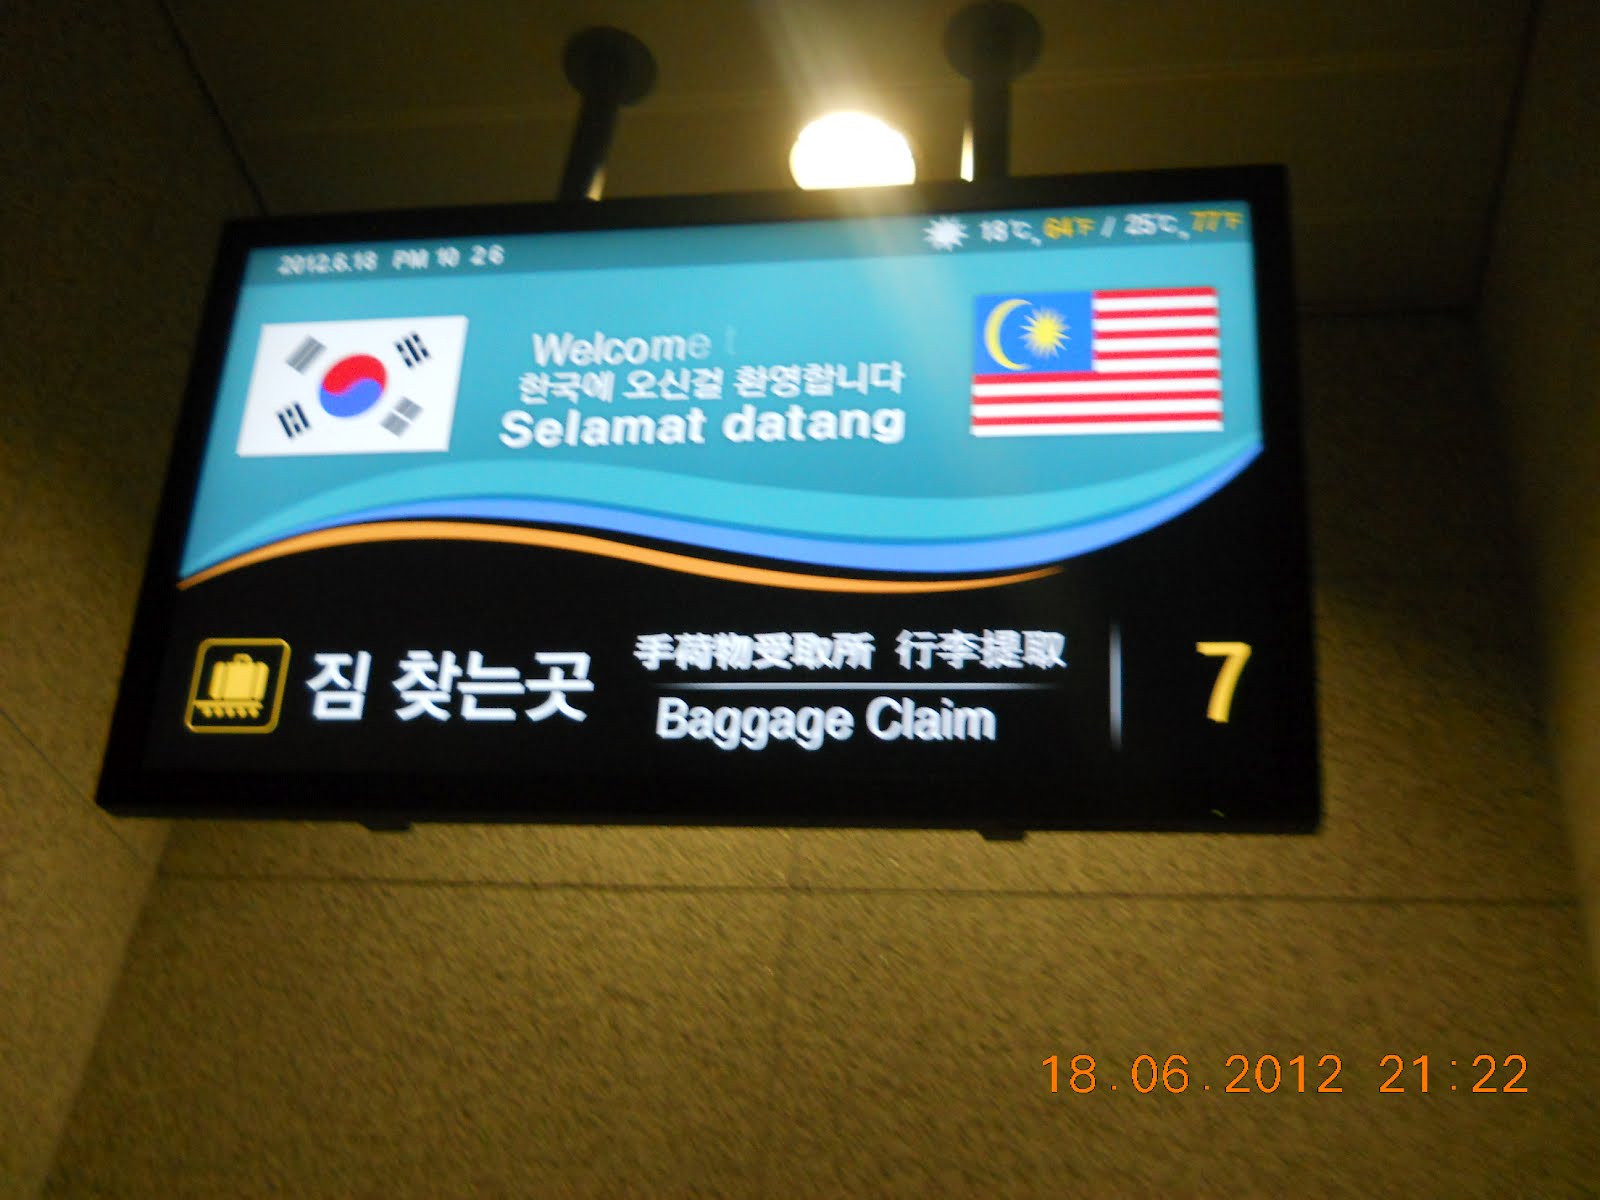 2012.6.18 PM 10 26
18℃, 64℉ / 25℃, 77℉
Welcome t
한국에 오신걸 환영합니다
Selamat datang
짐 찾는곳
手荷物受取所 行李提取
Baggage Claim
7
18.06.2012 21:22